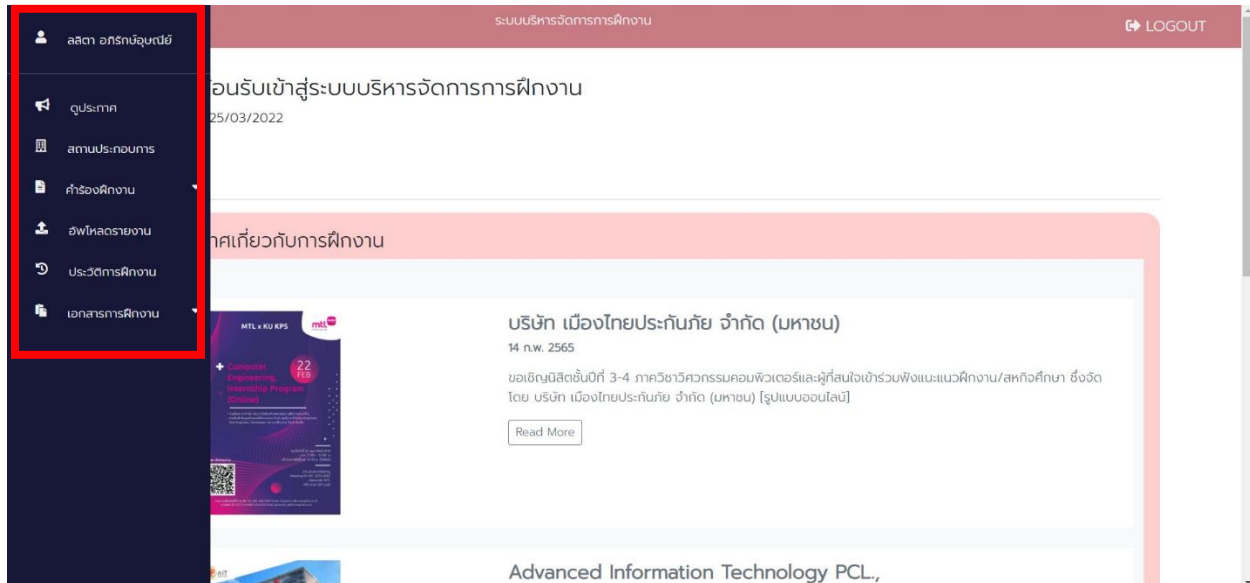 ระบบบริหารจัดการการฝึกงาน
LOGOUT
ลลิตา อภิรักษ์อุษณีย์
ดูประกาศ
สถานประกอบการ
คำร้องฝึกงาน
อัพโหลดรายงาน
ประวัติการฝึกงาน
เอกสารการฝึกงาน
อนรับเข้าสู่ระบบบริหารจัดการการฝึกงาน
25/03/2022
าศเกี่ยวกับการฝึกงาน
MTL x KU KPS
mtl
Computer
Engineering,
Internship Program
(Online)
22
FEB
บริษัท เมืองไทยประกันภัย จำกัด (มหาชน)
14 ก.พ. 2565
ขอเชิญนิสิตชั้นปีที่ 3-4 ภาควิชาวิศวกรรมคอมพิวเตอร์และผู้ที่สนใจเข้าร่วมฟังแนะแนวฝึกงาน/สหกิจศึกษา ซึ่งจัด
โดย บริษัท เมืองไทยประกันภัย จำกัด (มหาชน) [รูปแบบออนไลน์]
Read More
AIT
Advanced Information Technology PCL.,